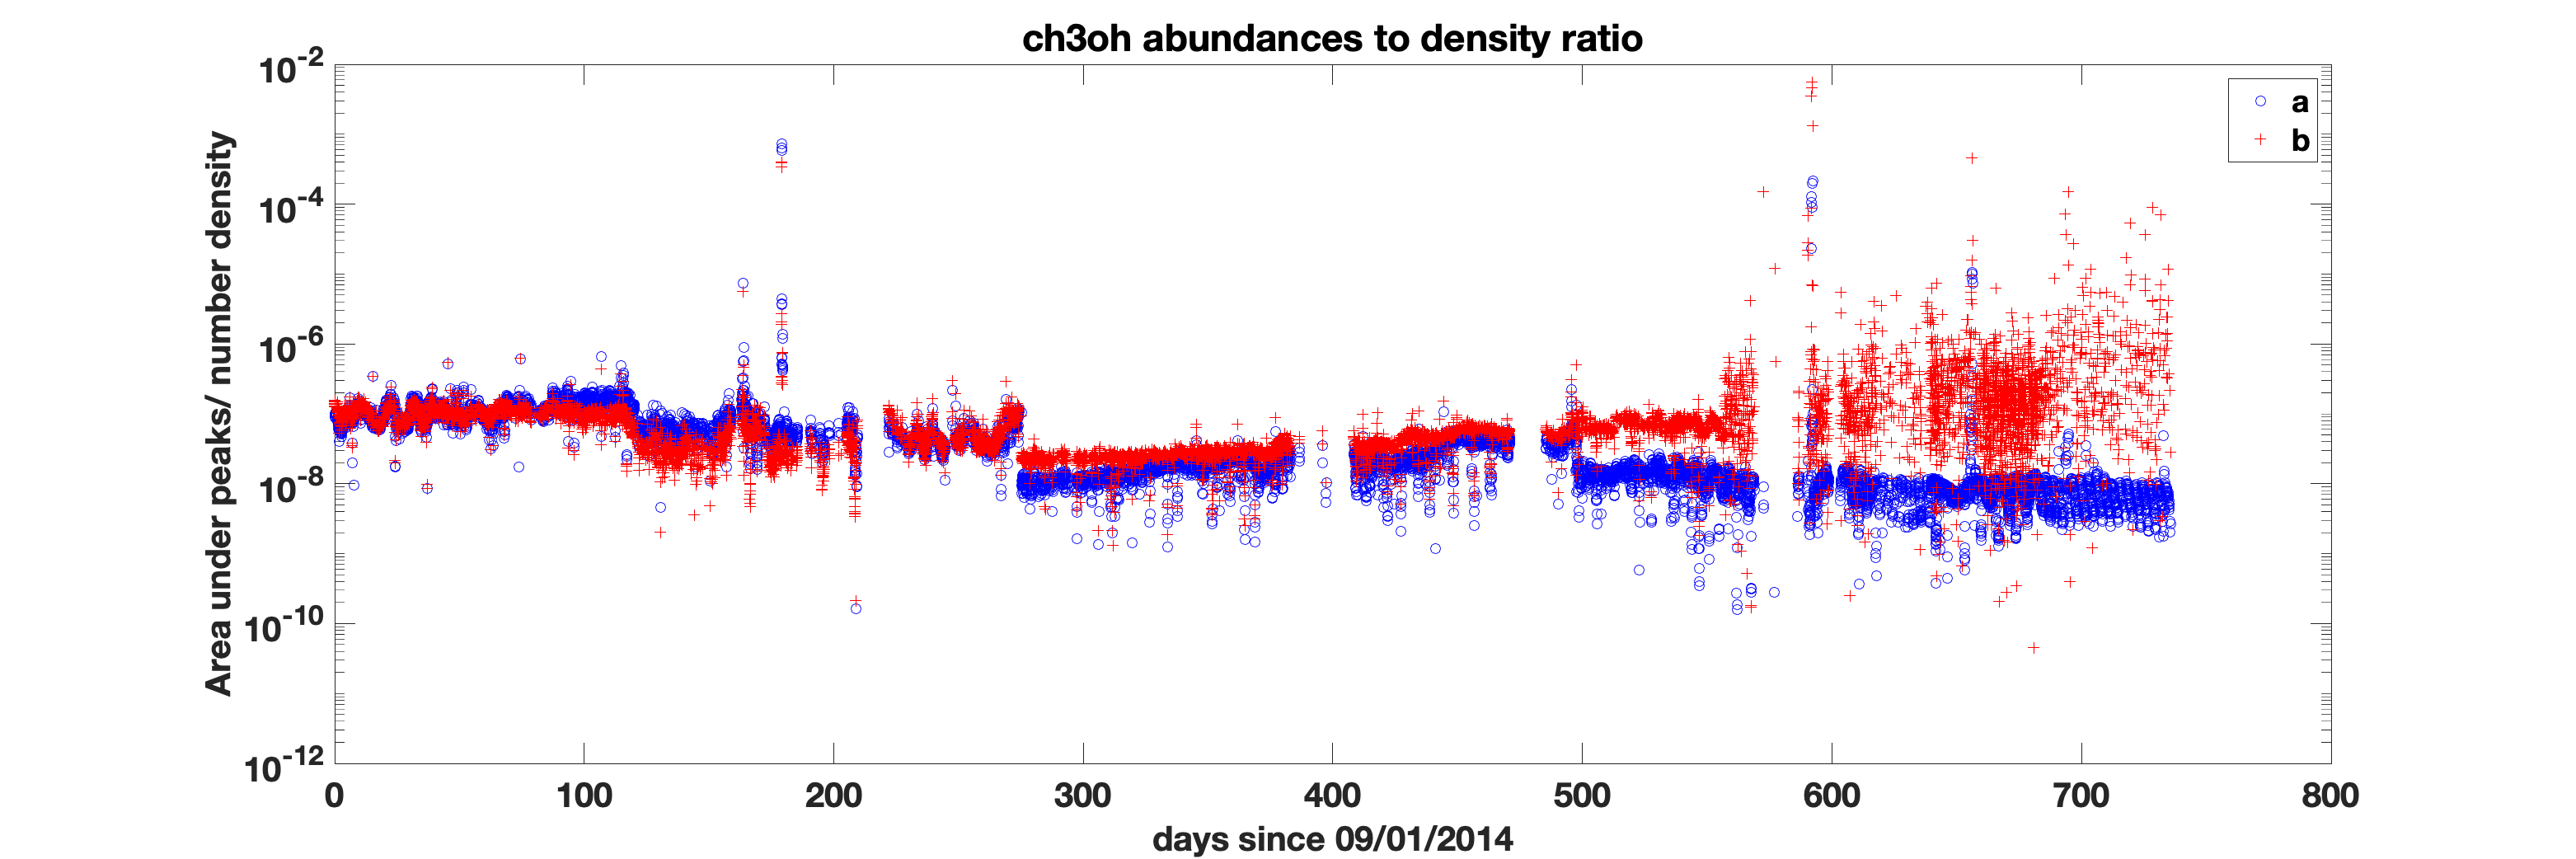 ch3oh abundances to density ratio
Area under peaks/ number density
10^-2
10^-4
10^-6
10^-8
10^-10
10^-12
0 100 200 300 400 500 600 700 800
days since 09/01/2014
a
b